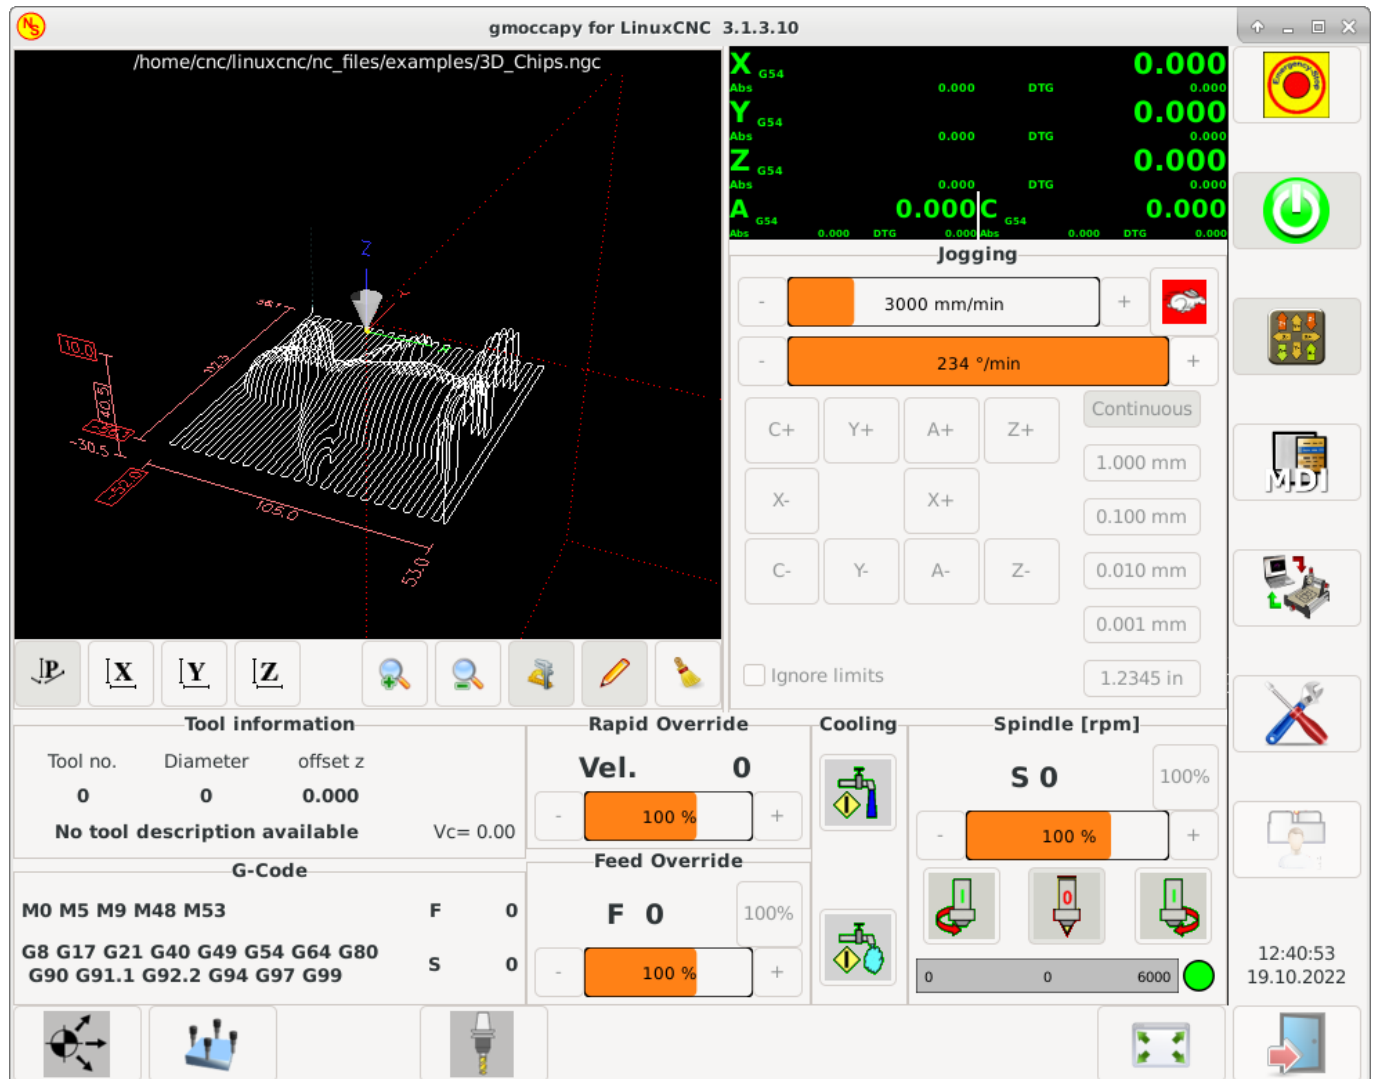 gmoccapy for LinuxCNC 3.1.3.10
/home/cnc/linuxcnc/nc_files/examples/3D_Chips.ngc
Z
10.0
40.5
-30.5
-52.0
105.0
53.0
X G54 0.000
Abs 0.000 DTG 0.000
Y G54 0.000
Abs 0.000 DTG 0.000
Z G54 0.000
Abs 0.000 DTG 0.000
A G54 0.000 C G54 0.000
Abs 0.000 DTG 0.000 Abs 0.000 DTG 0.000
Emergency-Stop
Jogging
- 3000 mm/min +
- 234 °/min +
C+ Y+ A+ Z+
X- X+
C- Y- A- Z-
Continuous
1.000 mm
0.100 mm
0.010 mm
0.001 mm
1.2345 in
Ignore limits
MDI
P X Y Z
Tool information
Tool no. Diameter offset z
0 0 0.000
No tool description available Vc= 0.00
G-Code
M0 M5 M9 M48 M53 F 0
G8 G17 G21 G40 G49 G54 G64 G80
G90 G91.1 G92.2 G94 G97 G99
S 0
Rapid Override
Vel. 0
- 100 % +
Feed Override
F 0 100%
- 100 % +
Cooling
Spindle [rpm]
S 0 100%
- 100 % +
I 0 I
0 0 6000
12:40:53
19.10.2022